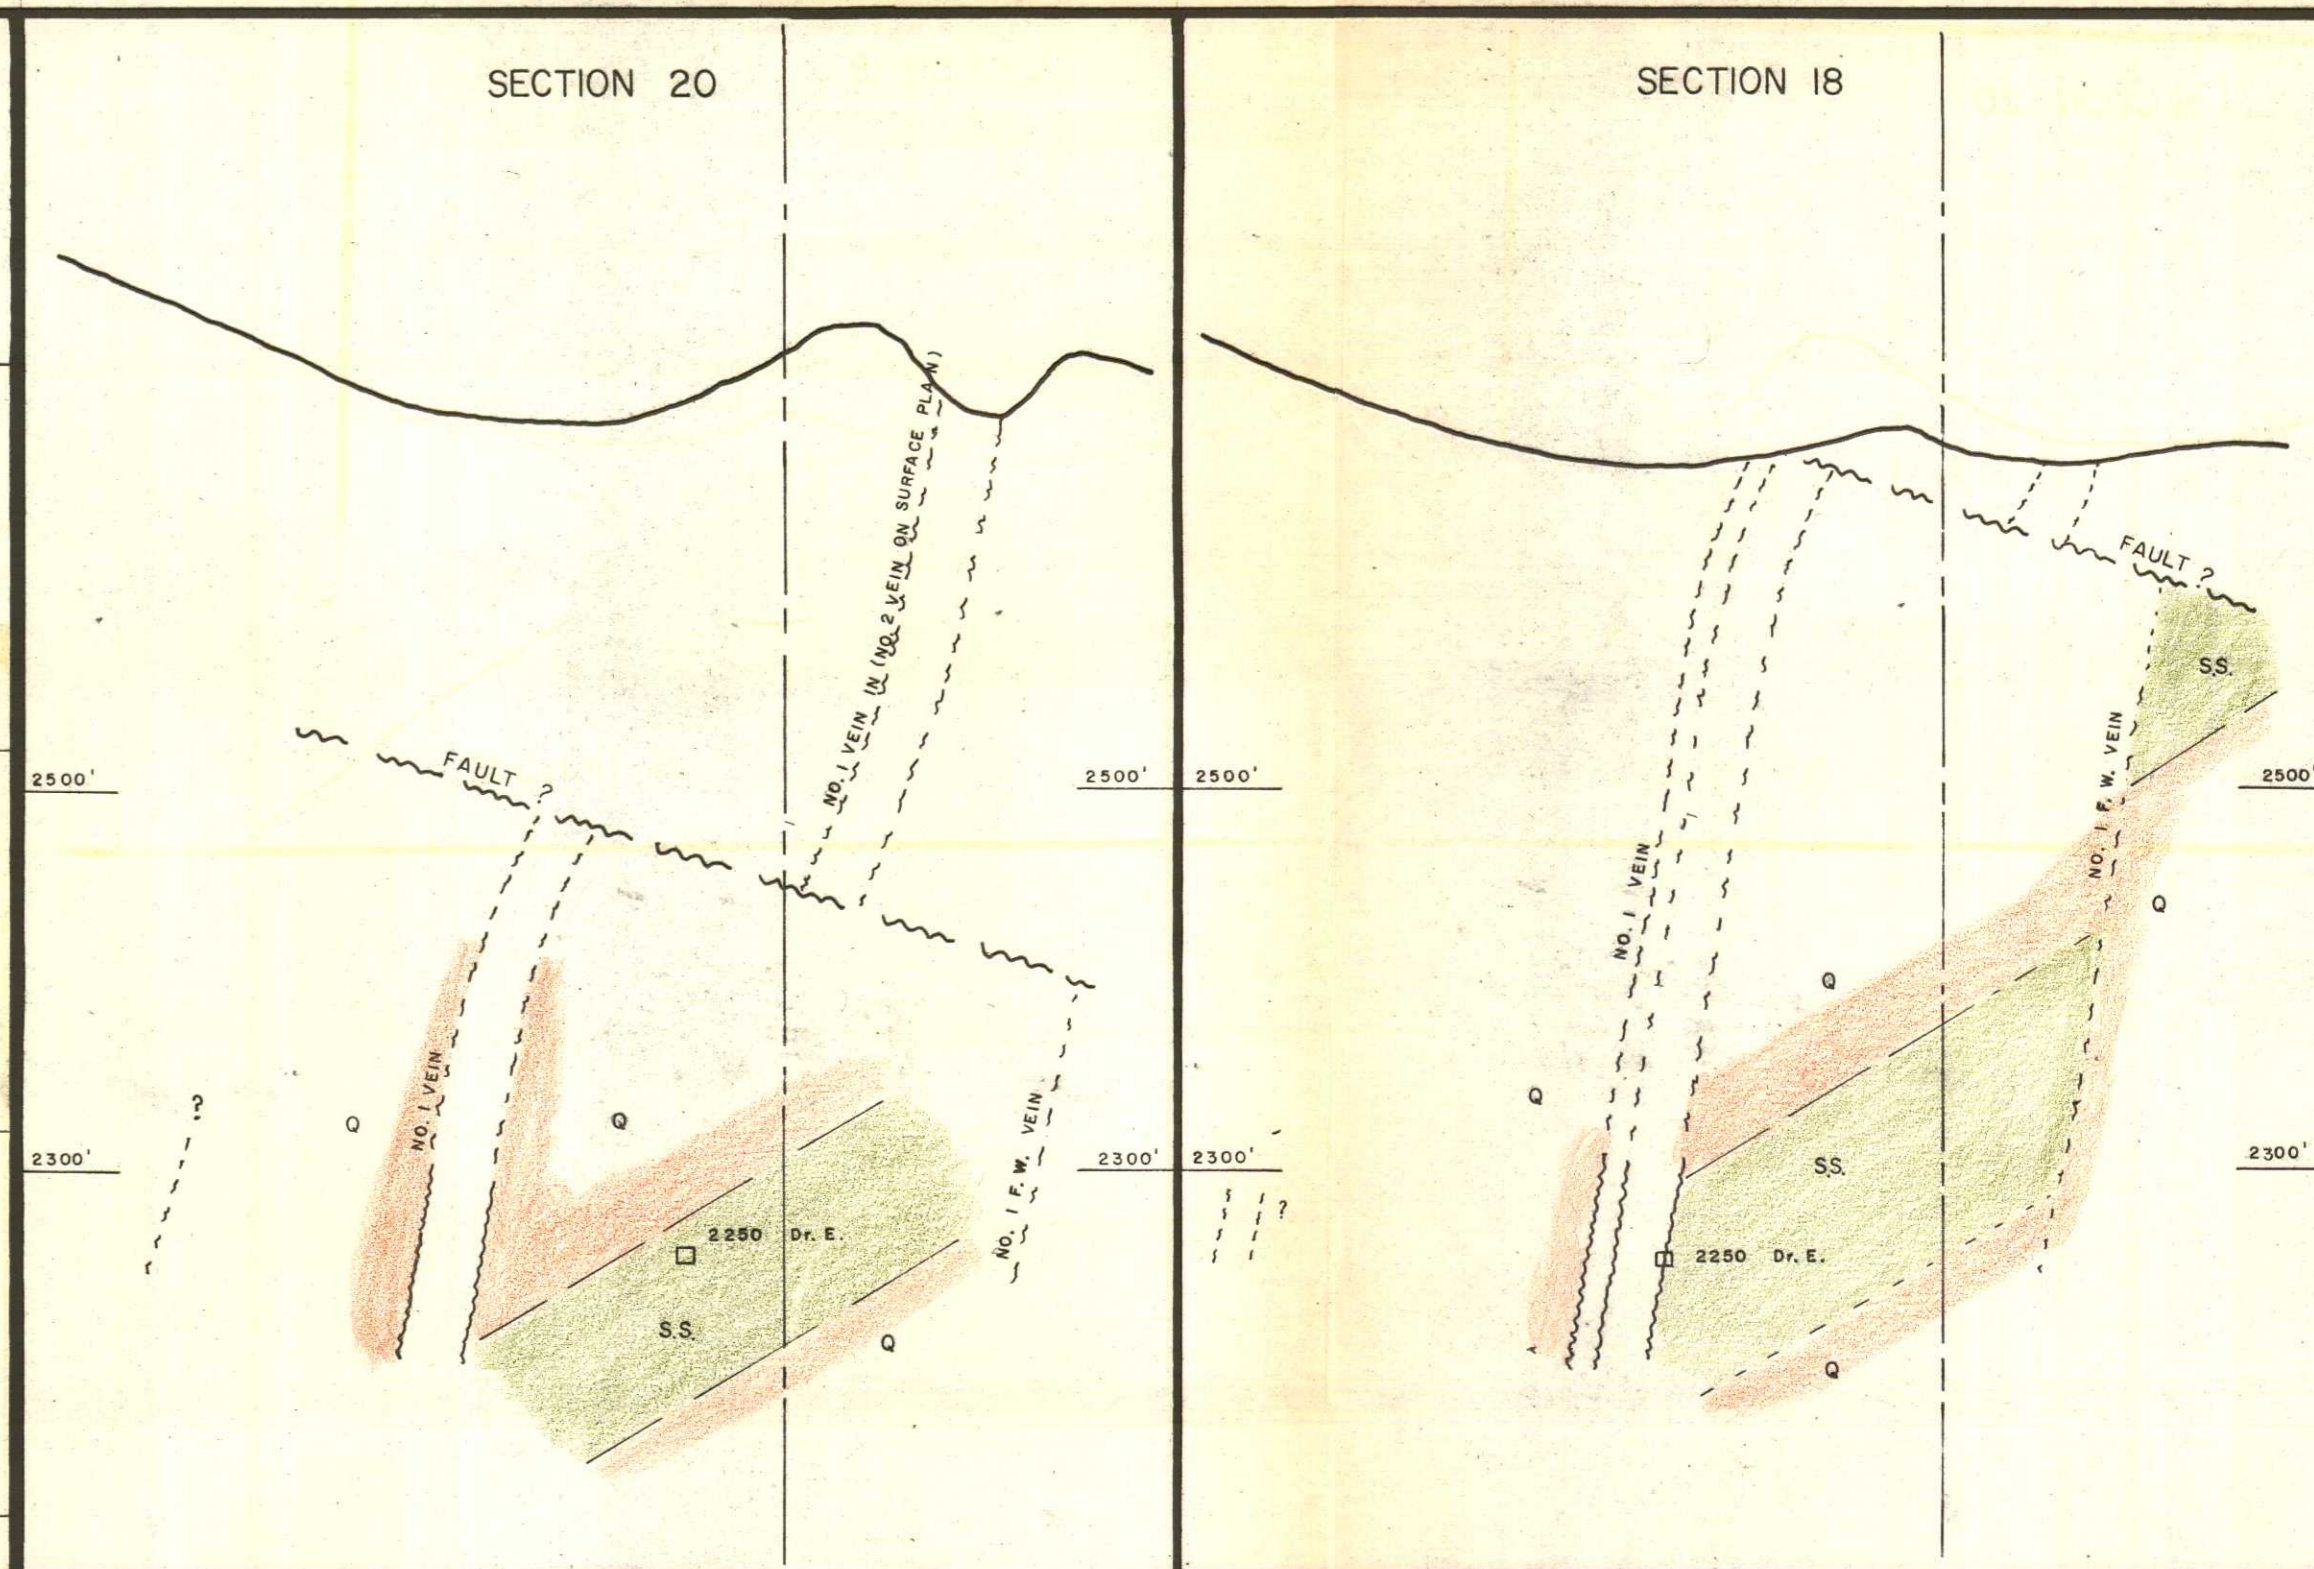 SECTION 20
NO. 1 VEIN IN (NO. 2 VEIN ON SURFACE PLAN)
FAULT ?
2500'
2500'
?
Q
NO. 1 VEIN
Q
2300'
2300'
NO. 1 F. W. VEIN
2250 Dr. E.
S.S.
Q
SECTION 18
FAULT ?
S.S.
2500'
2500'
NO. 1 VEIN
NO. 1 F. W. VEIN
Q
Q
Q
2300'
2300'
S.S.
?
2250 Dr. E.
Q